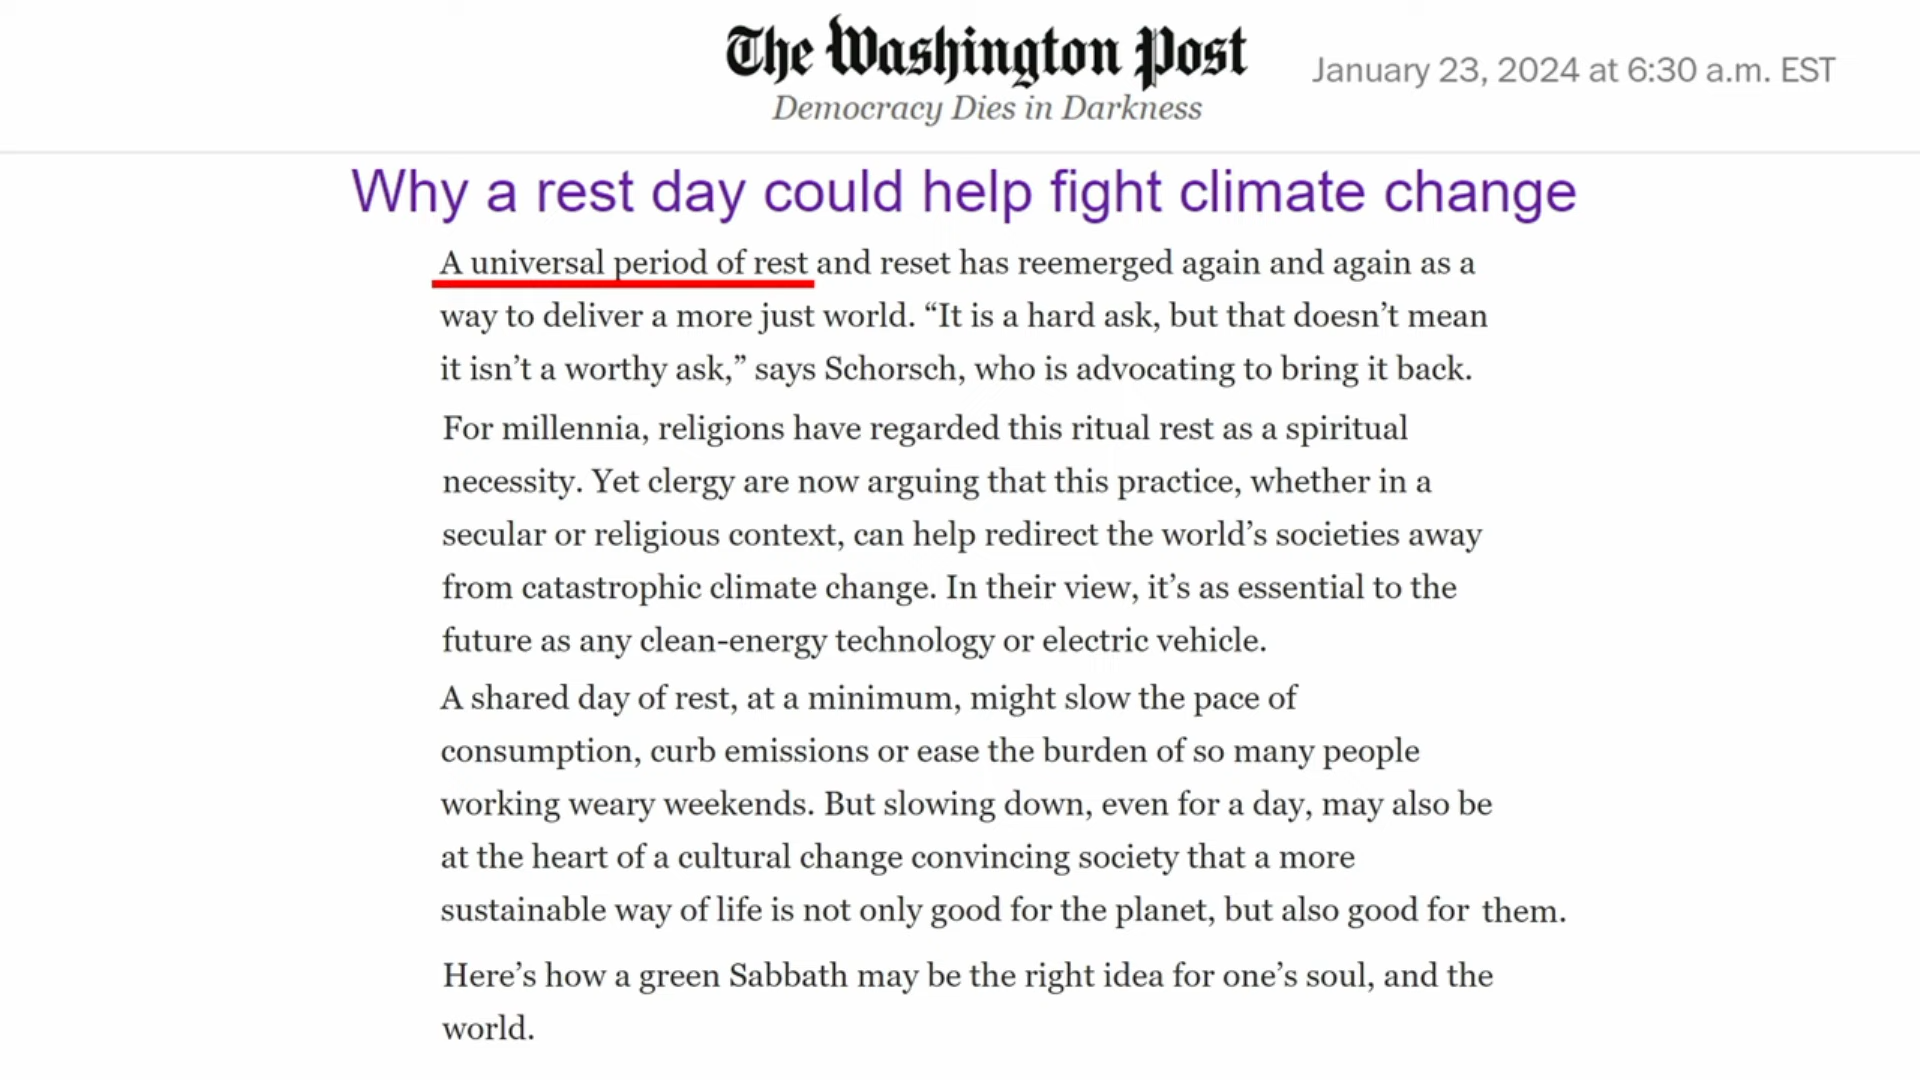 The Washington Post
January 23, 2024 at 6:30 a.m. EST
Democracy Dies in Darkness
Why a rest day could help fight climate change
A universal period of rest and reset has reemerged again and again as a
way to deliver a more just world. “It is a hard ask, but that doesn’t mean
it isn’t a worthy ask,” says Schorsch, who is advocating to bring it back.
For millennia, religions have regarded this ritual rest as a spiritual
necessity. Yet clergy are now arguing that this practice, whether in a
secular or religious context, can help redirect the world’s societies away
from catastrophic climate change. In their view, it’s as essential to the
future as any clean-energy technology or electric vehicle.
A shared day of rest, at a minimum, might slow the pace of
consumption, curb emissions or ease the burden of so many people
working weary weekends. But slowing down, even for a day, may also be
at the heart of a cultural change convincing society that a more
sustainable way of life is not only good for the planet, but also good for them.
Here’s how a green Sabbath may be the right idea for one’s soul, and the
world.